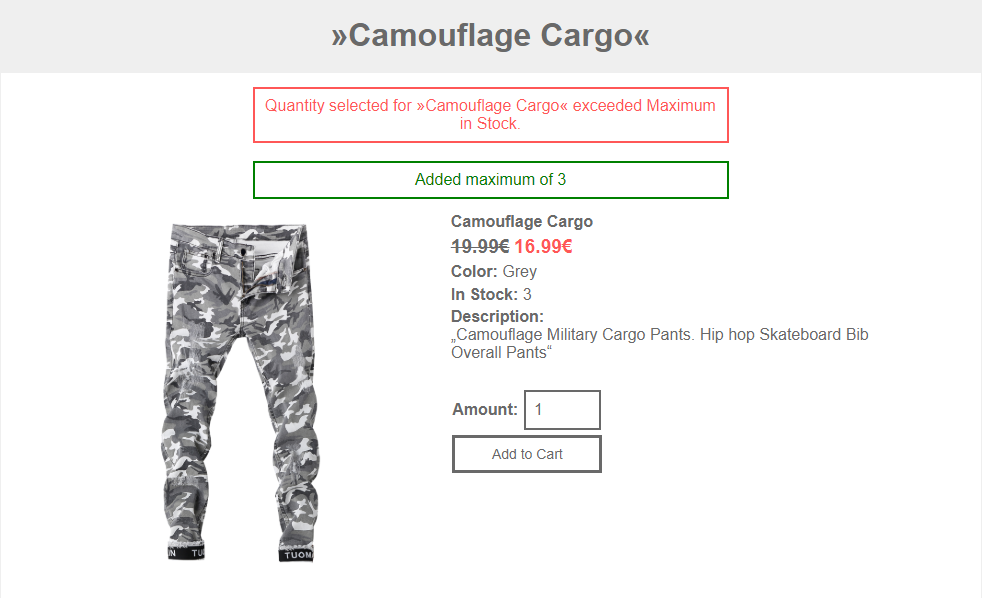 »Camouflage Cargo«
Quantity selected for »Camouflage Cargo« exceeded Maximum
in Stock.
Added maximum of 3
Camouflage Cargo
19.99€ 16.99€
Color: Grey
In Stock: 3
Description:
„Camouflage Military Cargo Pants. Hip hop Skateboard Bib
Overall Pants“
Amount: 1
Add to Cart